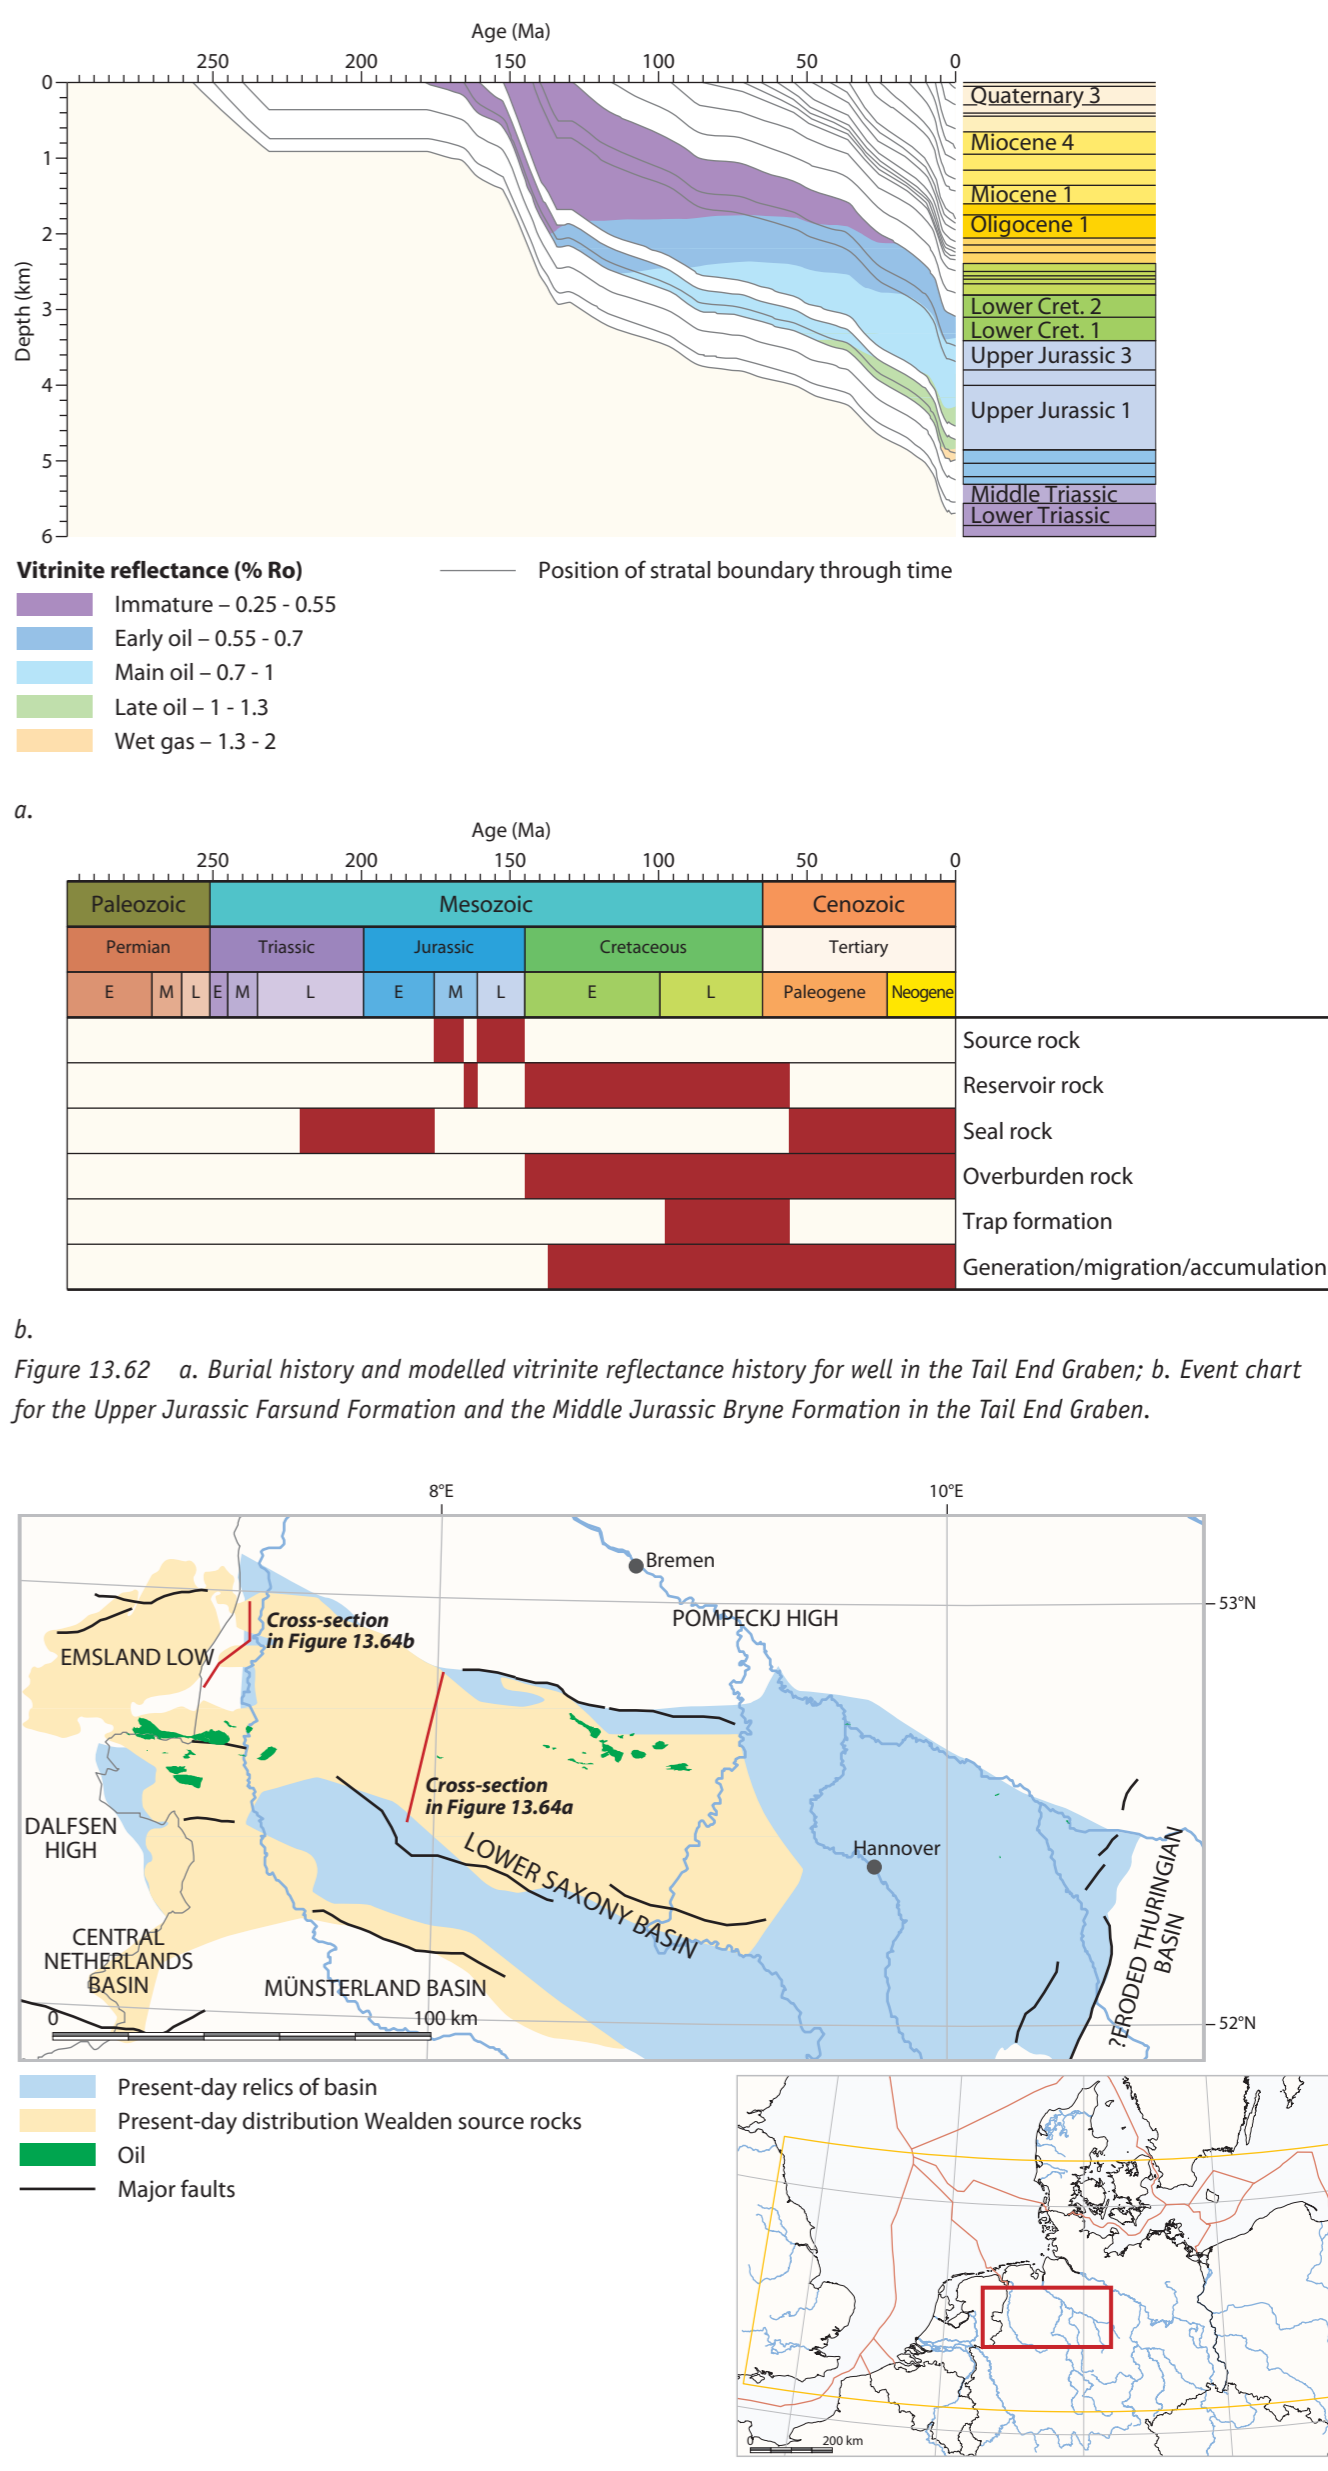 Age (Ma)
250 200 150 100 50 0
0
1
2
3
4
5
6
Depth (km)
Quaternary 3
Miocene 4
Miocene 1
Oligocene 1
Lower Cret. 2
Lower Cret. 1
Upper Jurassic 3
Upper Jurassic 1
Middle Triassic
Lower Triassic
Vitrinite reflectance (% Ro)
Position of stratal boundary through time
Immature – 0.25 - 0.55
Early oil – 0.55 - 0.7
Main oil – 0.7 - 1
Late oil – 1 - 1.3
Wet gas – 1.3 - 2
a.
Age (Ma)
250 200 150 100 50 0
Paleozoic Mesozoic Cenozoic
Permian Triassic Jurassic Cretaceous Tertiary
E M L E M L E M L E L Paleogene Neogene
Source rock
Reservoir rock
Seal rock
Overburden rock
Trap formation
Generation/migration/accumulation
b.
Figure 13.62 a. Burial history and modelled vitrinite reflectance history for well in the Tail End Graben; b. Event chart
for the Upper Jurassic Farsund Formation and the Middle Jurassic Bryne Formation in the Tail End Graben.
8°E 10°E
Bremen
53°N
POMPECKJ HIGH
Cross-section
in Figure 13.64b
EMSLAND LOW
Cross-section
in Figure 13.64a
DALFSEN
HIGH
Hannover
LOWER SAXONY BASIN
?ERODED THURINGIAN
BASIN
CENTRAL
NETHERLANDS
BASIN
MÜNSTERLAND BASIN
0 100 km
52°N
Present-day relics of basin
Present-day distribution Wealden source rocks
Oil
Major faults
0 200 km